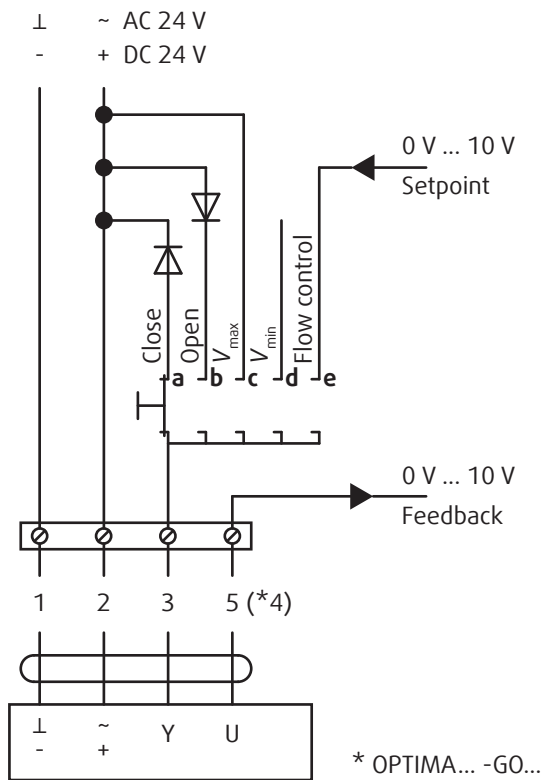 ⊥ ~ AC 24 V
- + DC 24 V
0 V ... 10 V
Setpoint
Close
Open
Vmax
Vmin
Flow control
a b c d e
0 V ... 10 V
Feedback
1 2 3 5 (*4)
⊥ ~ Y U
- +
* OPTIMA... -GO...